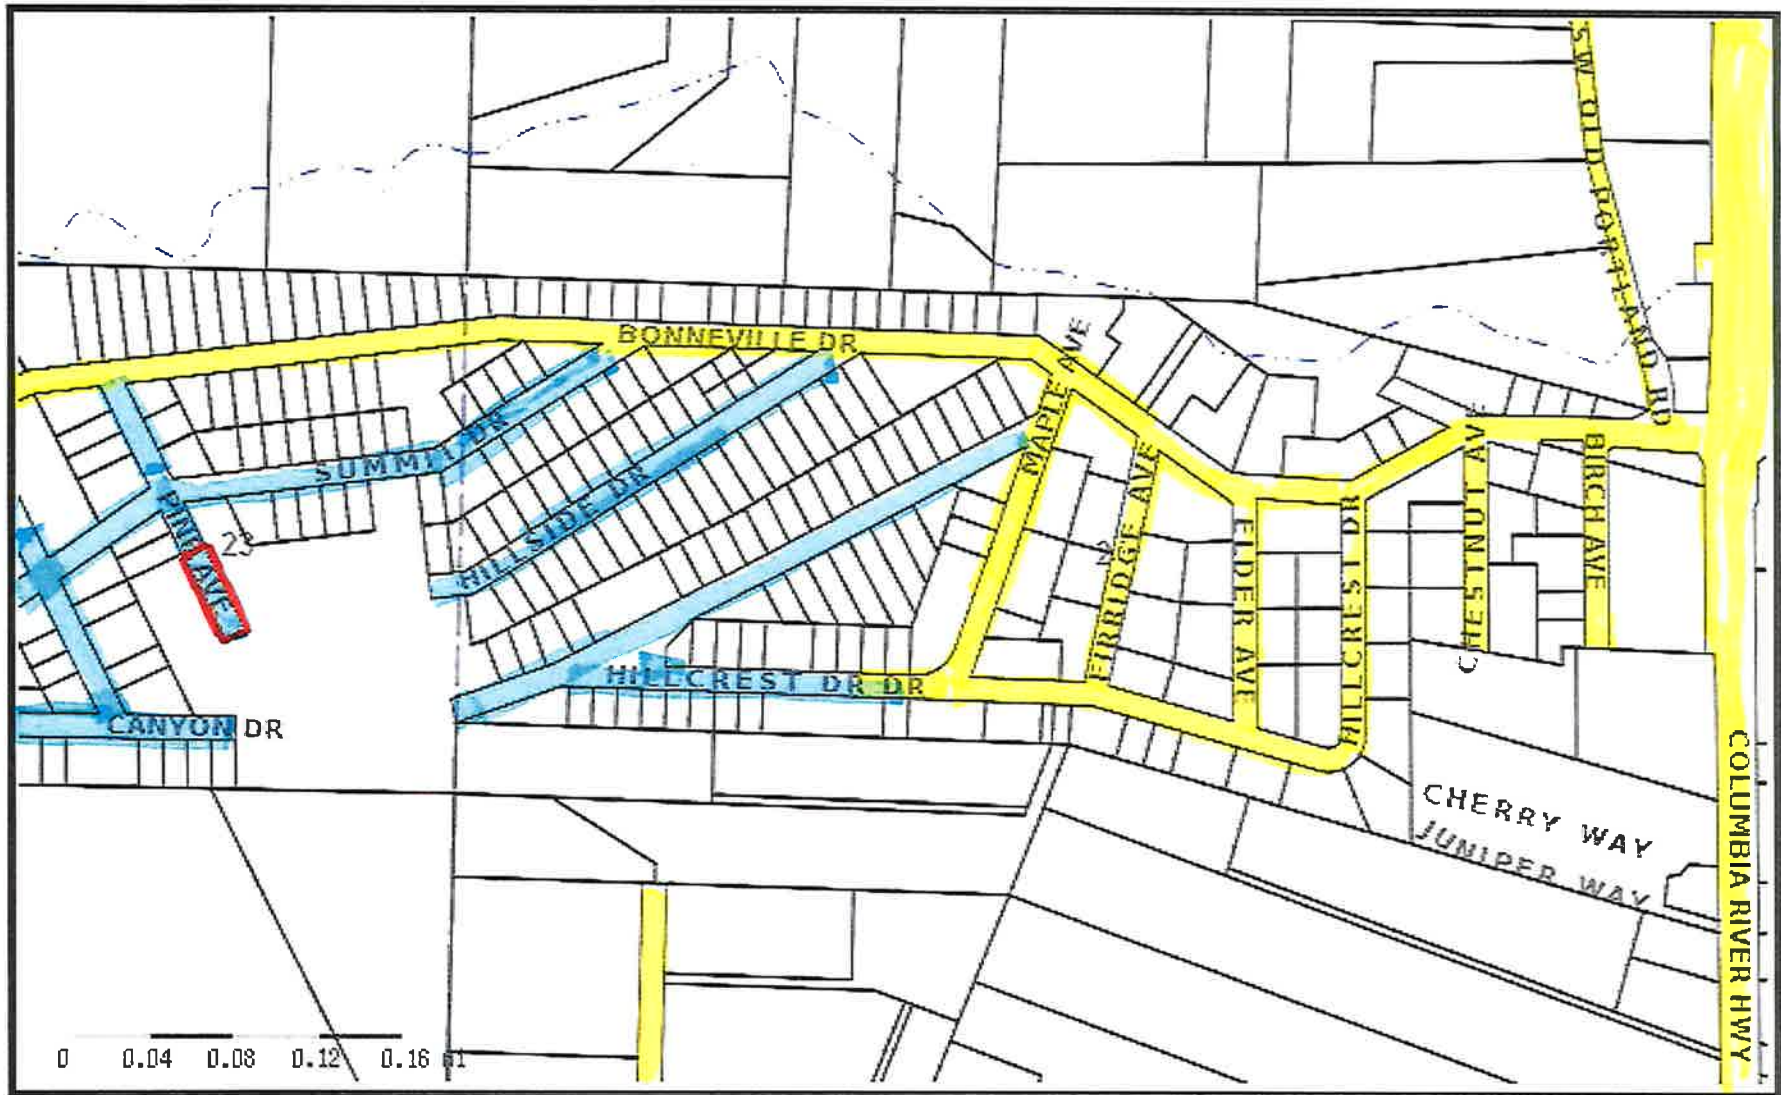 SW OLD PORTLAND RD
BONNEVILLE DR
MAPLE AVE
SUMMIT DR
HILLSIDE DR
PINE AVE
23
FIRRIDGE AVE
ELDER AVE
HILLCREST DR
CHESTNUT AVE
BIRCH AVE
HILLCREST DR DR
CANYON DR
CHERRY WAY
JUNIPER WAY
COLUMBIA RIVER HWY
0 0.04 0.08 0.12 0.16 mi